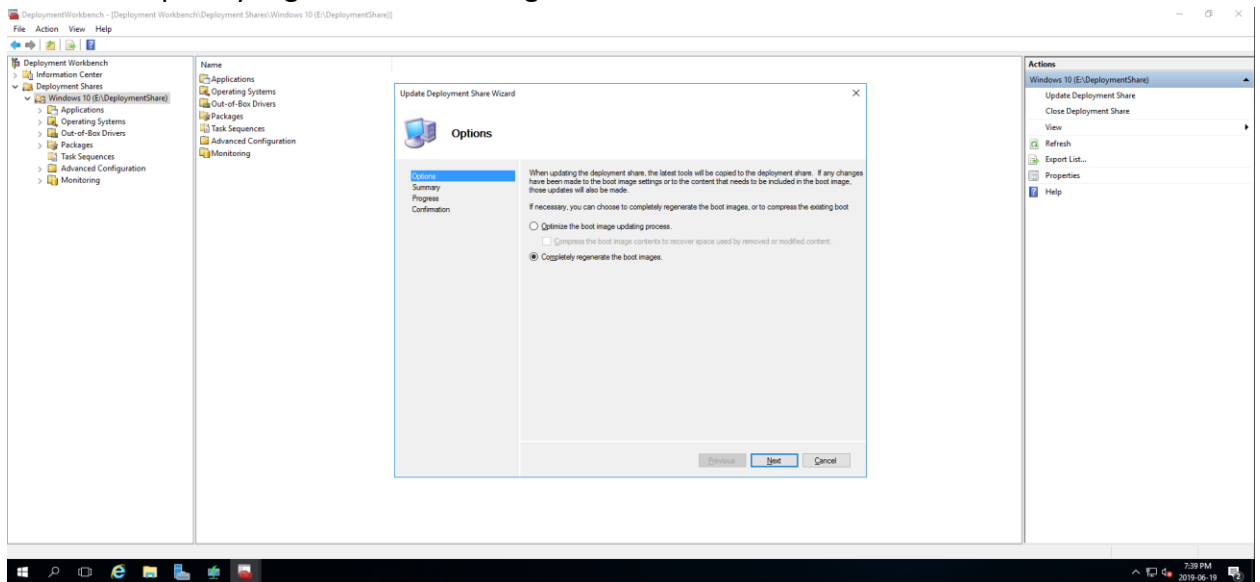 DeploymentWorkbench - [Deployment Workbench\Deployment Shares\Windows 10 (E:\DeploymentShare)]
File Action View Help
Deployment Workbench
Information Center
Deployment Shares
Windows 10 (E:\DeploymentShare)
Applications
Operating Systems
Out-of-Box Drivers
Packages
Task Sequences
Advanced Configuration
Monitoring
Name
Applications
Operating Systems
Out-of-Box Drivers
Packages
Task Sequences
Advanced Configuration
Monitoring
Update Deployment Share Wizard
Options
Options
Summary
Progress
Confirmation
When updating the deployment share, the latest tools will be copied to the deployment share. If any changes
have been made to the boot image settings or to the content that needs to be included in the boot image,
those updates will also be made.
If necessary, you can choose to completely regenerate the boot images, or to compress the existing boot
Optimize the boot image updating process.
Compress the boot image contents to recover space used by removed or modified content.
Completely regenerate the boot images.
Previous Next Cancel
Actions
Windows 10 (E:\DeploymentShare)
Update Deployment Share
Close Deployment Share
View
Refresh
Export List...
Properties
Help
7:39 PM
2019-06-19